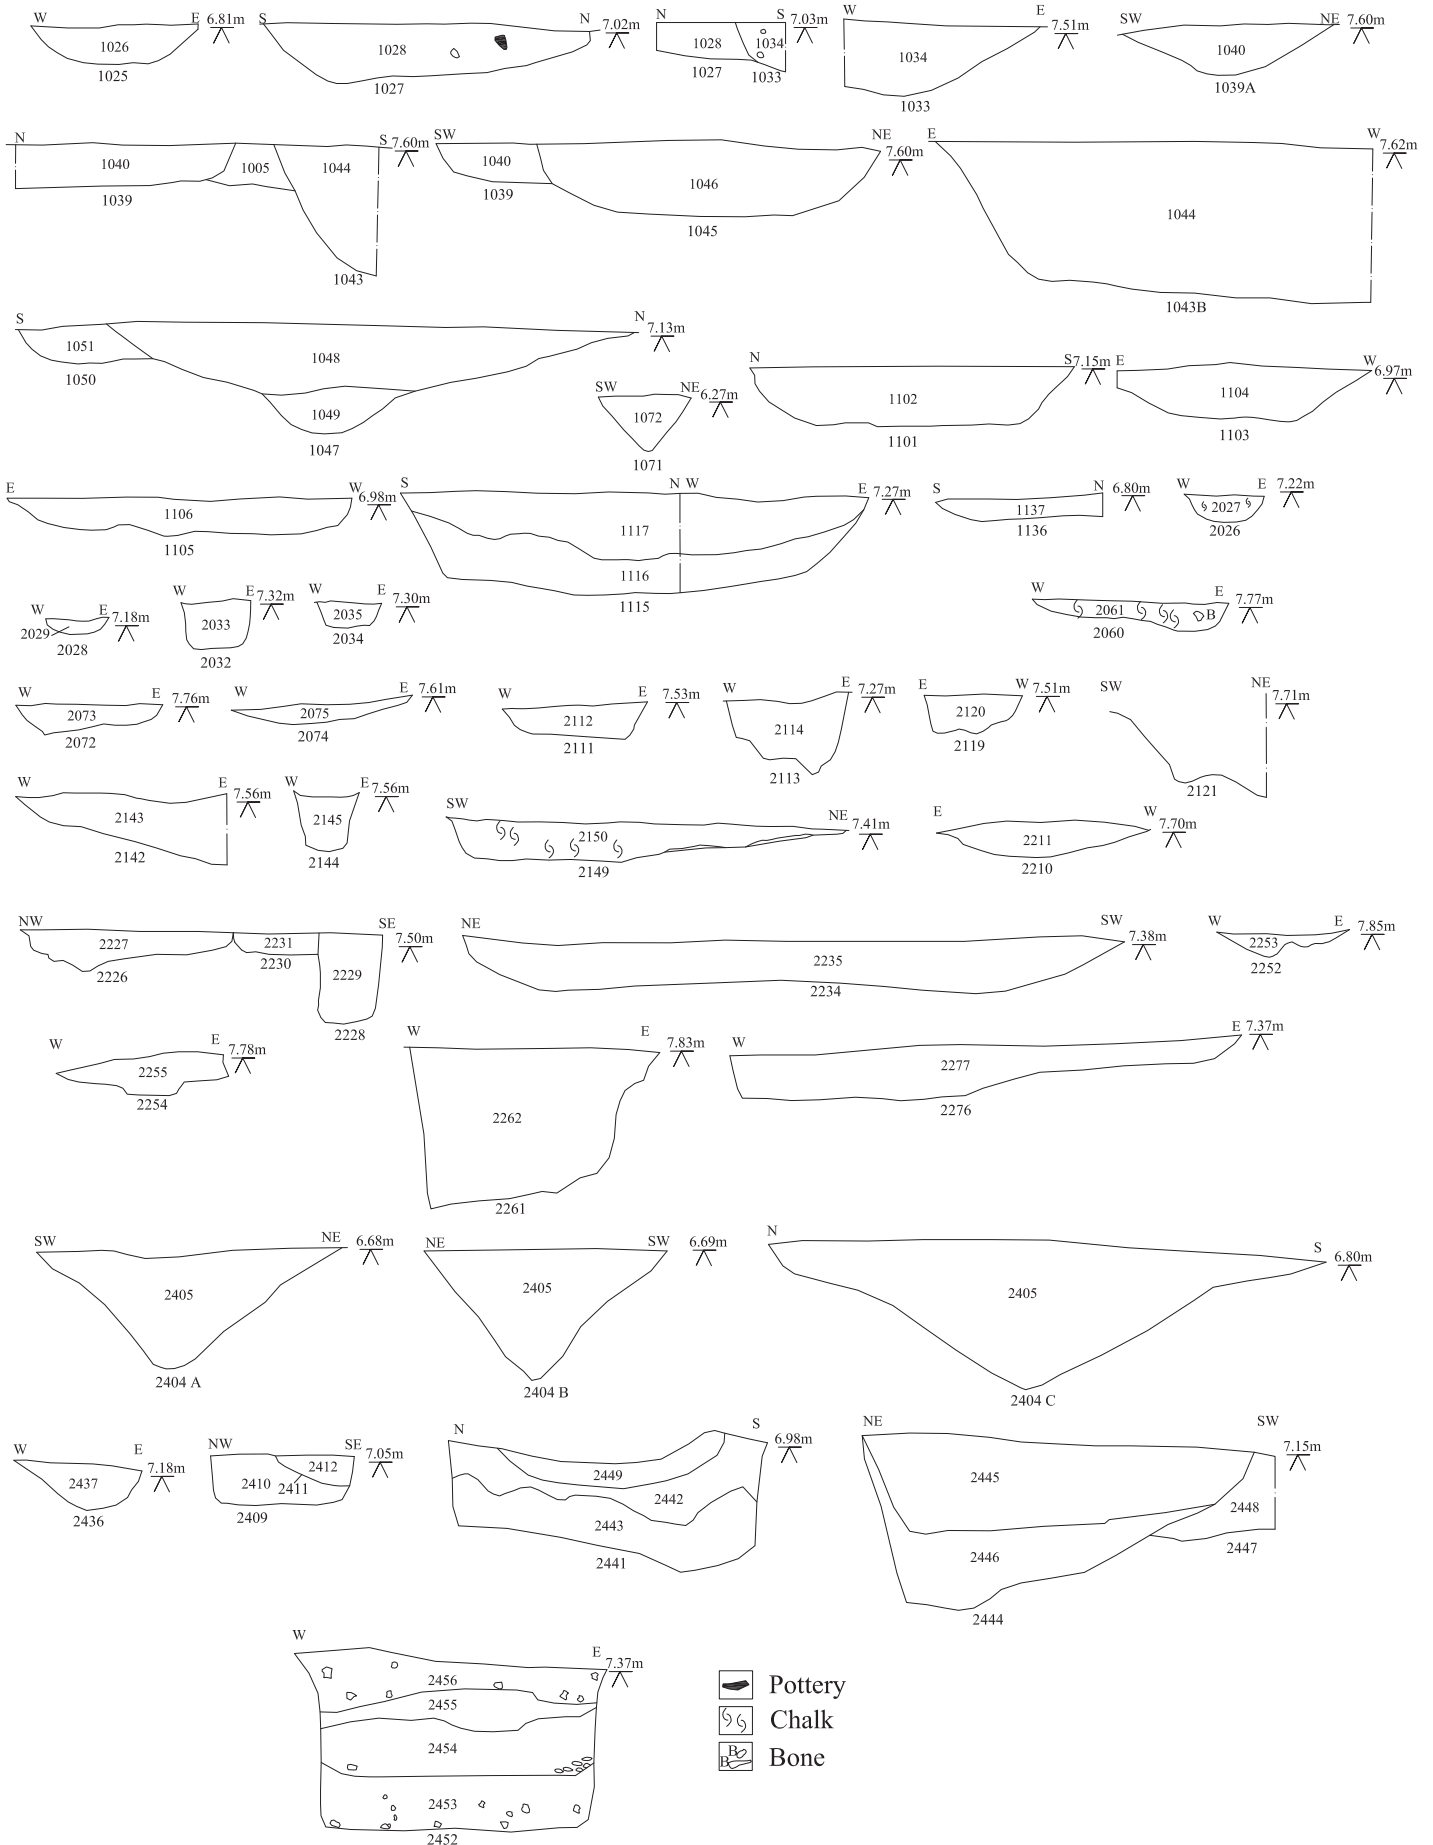 W E 6.81m S N 7.02m N S 7.03m W E 7.51m SW NE 7.60m
1026 1028 1028 1034 1034 1040
1025 1027 1027 1033 1033 1039A
N S 7.60m SW NE 7.60m E W 7.62m
1040 1005 1044 1040 1046 1044
1039 1043 1039 1045 1043B
S N 7.13m
1051 1048
1050 1049
1047
SW NE 6.27m N S 7.15m E W 6.97m
1072 1102 1104
1071 1101 1103
E W 6.98m S N W E 7.27m S N 6.80m W E 7.22m
1106 1117 1137 2027
1105 1116 1136 2026
1115
W E 7.18m W E 7.32m W E 7.30m W E 7.77m
2029 2033 2035 2061 B
2028 2032 2034 2060
W E 7.76m W E 7.61m W E 7.53m W E 7.27m E W 7.51m SW NE 7.71m
2073 2075 2112 2114 2120
2072 2074 2111 2113 2119 2121
W E 7.56m W E 7.56m SW NE 7.41m E W 7.70m
2143 2145 2150 2211
2142 2144 2149 2210
NW SE 7.50m NE SW 7.38m W E 7.85m
2227 2231 2229 2235 2253
2226 2230 2228 2234 2252
W E 7.78m W E 7.83m W E 7.37m
2255 2262 2277
2254 2261 2276
SW NE 6.68m NE SW 6.69m N S 6.80m
2405 2405 2405
2404 A 2404 B 2404 C
W E 7.18m NW SE 7.05m N S 6.98m NE SW 7.15m
2437 2410 2411 2412 2449 2445
2436 2409 2442 2448
2443 2446 2447
2441 2444
W E 7.37m
2456
2455
2454
2453
2452
Pottery
Chalk
B
B
Bone